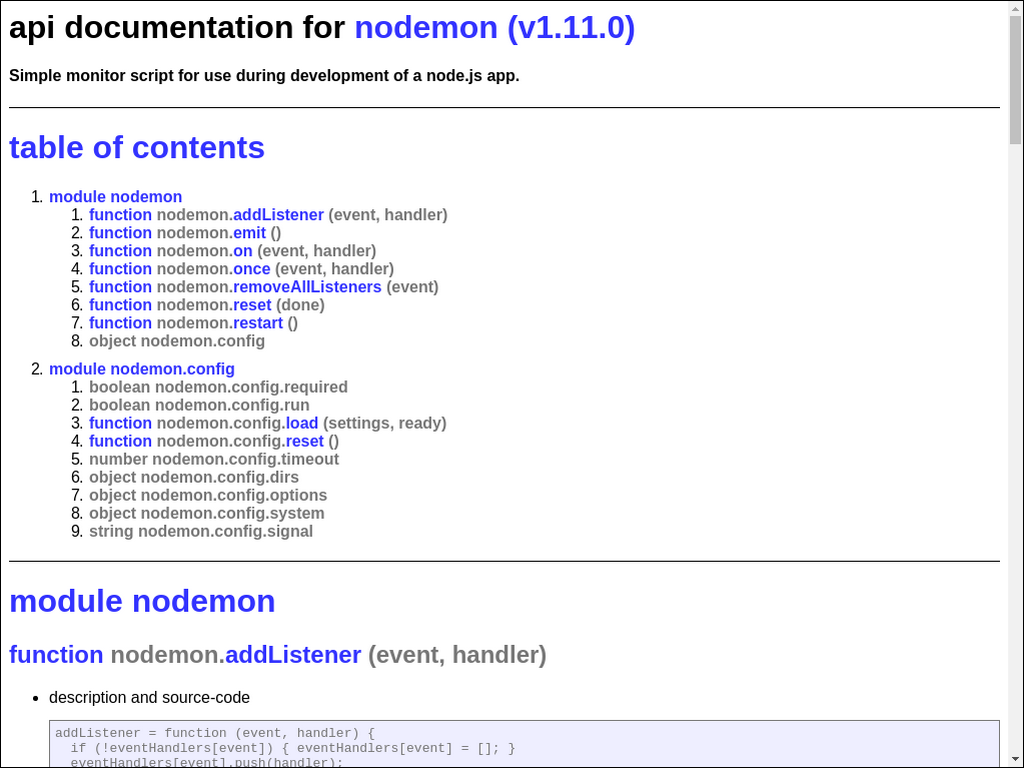 api documentation for nodemon (v1.11.0)
Simple monitor script for use during development of a node.js app.
table of contents
1. module nodemon
1. function nodemon.addListener (event, handler)
2. function nodemon.emit ()
3. function nodemon.on (event, handler)
4. function nodemon.once (event, handler)
5. function nodemon.removeAllListeners (event)
6. function nodemon.reset (done)
7. function nodemon.restart ()
8. object nodemon.config
2. module nodemon.config
1. boolean nodemon.config.required
2. boolean nodemon.config.run
3. function nodemon.config.load (settings, ready)
4. function nodemon.config.reset ()
5. number nodemon.config.timeout
6. object nodemon.config.dirs
7. object nodemon.config.options
8. object nodemon.config.system
9. string nodemon.config.signal
module nodemon
function nodemon.addListener (event, handler)
• description and source-code
addListener = function (event, handler) {
if (!eventHandlers[event]) { eventHandlers[event] = []; }
eventHandlers[event].push(handler);